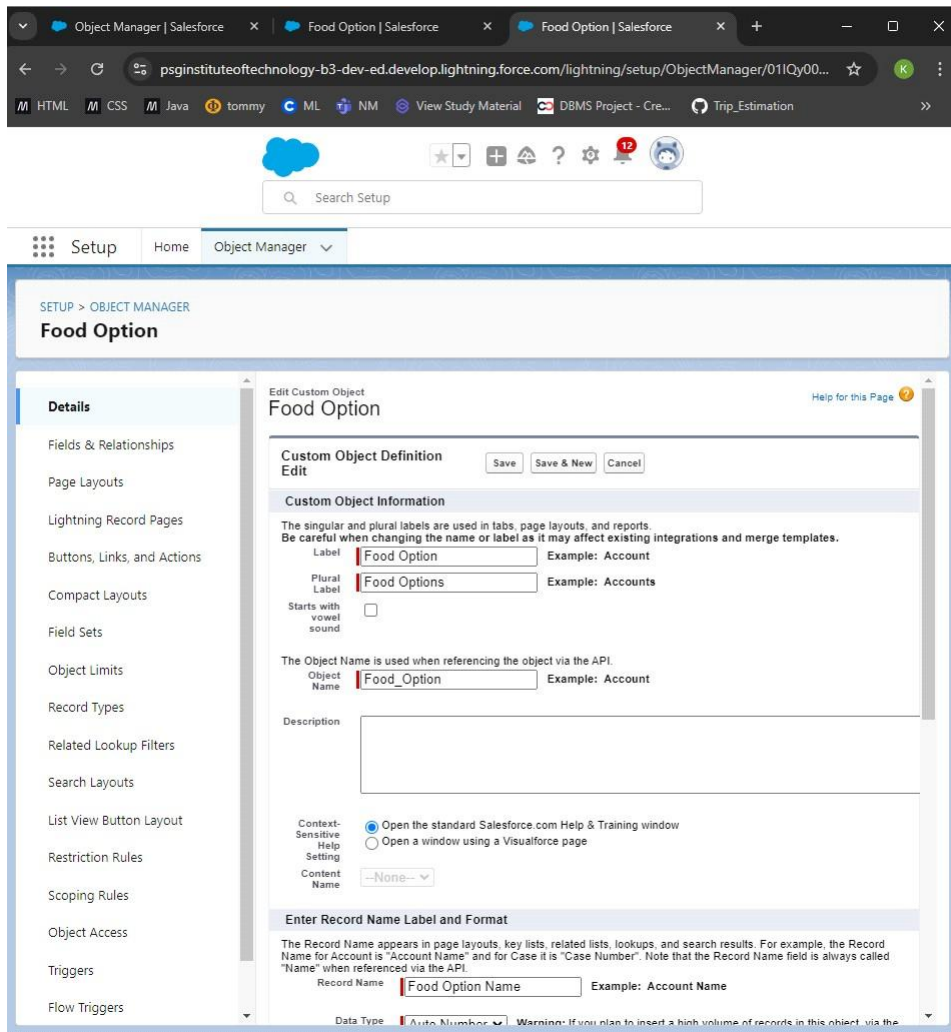 Object Manager | Salesforce
Food Option | Salesforce
Food Option | Salesforce
psginstituteoftechnology-b3-dev-ed.develop.lightning.force.com/lightning/setup/ObjectManager/01IQy00...
K
HTML CSS Java tommy ML NM View Study Material DBMS Project - Cre... Trip_Estimation
12
Search Setup
Setup Home Object Manager
SETUP > OBJECT MANAGER
Food Option
Details
Fields & Relationships
Page Layouts
Lightning Record Pages
Buttons, Links, and Actions
Compact Layouts
Field Sets
Object Limits
Record Types
Related Lookup Filters
Search Layouts
List View Button Layout
Restriction Rules
Scoping Rules
Object Access
Triggers
Flow Triggers
Edit Custom Object
Food Option
Help for this Page
Custom Object Definition
Edit
Save Save & New Cancel
Custom Object Information
The singular and plural labels are used in tabs, page layouts, and reports.
Be careful when changing the name or label as it may affect existing integrations and merge templates.
Label Food Option Example: Account
Plural
Label Food Options Example: Accounts
Starts with
vowel
sound
The Object Name is used when referencing the object via the API.
Object
Name Food_Option Example: Account
Description
Context-
Sensitive
Help
Setting
Open the standard Salesforce.com Help & Training window
Open a window using a Visualforce page
Content
Name --None--
Enter Record Name Label and Format
The Record Name appears in page layouts, key lists, related lists, lookups, and search results. For example, the Record
Name for Account is "Account Name" and for Case it is "Case Number". Note that the Record Name field is always called
"Name" when referenced via the API.
Record Name Food Option Name Example: Account Name
Data Type Auto Number Warning: If you plan to insert a high volume of records in this object, via the